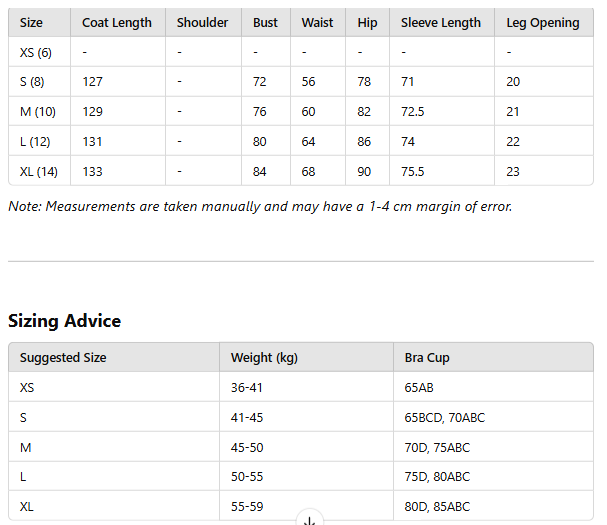 Size Coat Length Shoulder Bust Waist Hip Sleeve Length Leg Opening
XS (6) - - - - - - -
S (8) 127 - 72 56 78 71 20
M (10) 129 - 76 60 82 72.5 21
L (12) 131 - 80 64 86 74 22
XL (14) 133 - 84 68 90 75.5 23
Note: Measurements are taken manually and may have a 1-4 cm margin of error.
Sizing Advice
Suggested Size Weight (kg) Bra Cup
XS 36-41 65AB
S 41-45 65BCD, 70ABC
M 45-50 70D, 75ABC
L 50-55 75D, 80ABC
XL 55-59 80D, 85ABC